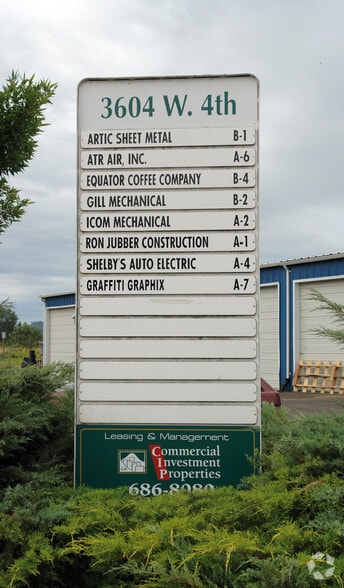 3604 W. 4th
ARTIC SHEET METAL B-1
ATR AIR, INC. A-6
EQUATOR COFFEE COMPANY B-4
GILL MECHANICAL B-2
ICOM MECHANICAL A-2
RON JUBBER CONSTRUCTION A-1
SHELBY'S AUTO ELECTRIC A-4
GRAFFITI GRAPHIX A-7
Leasing & Management
Commercial
Investment
Properties
686-8080